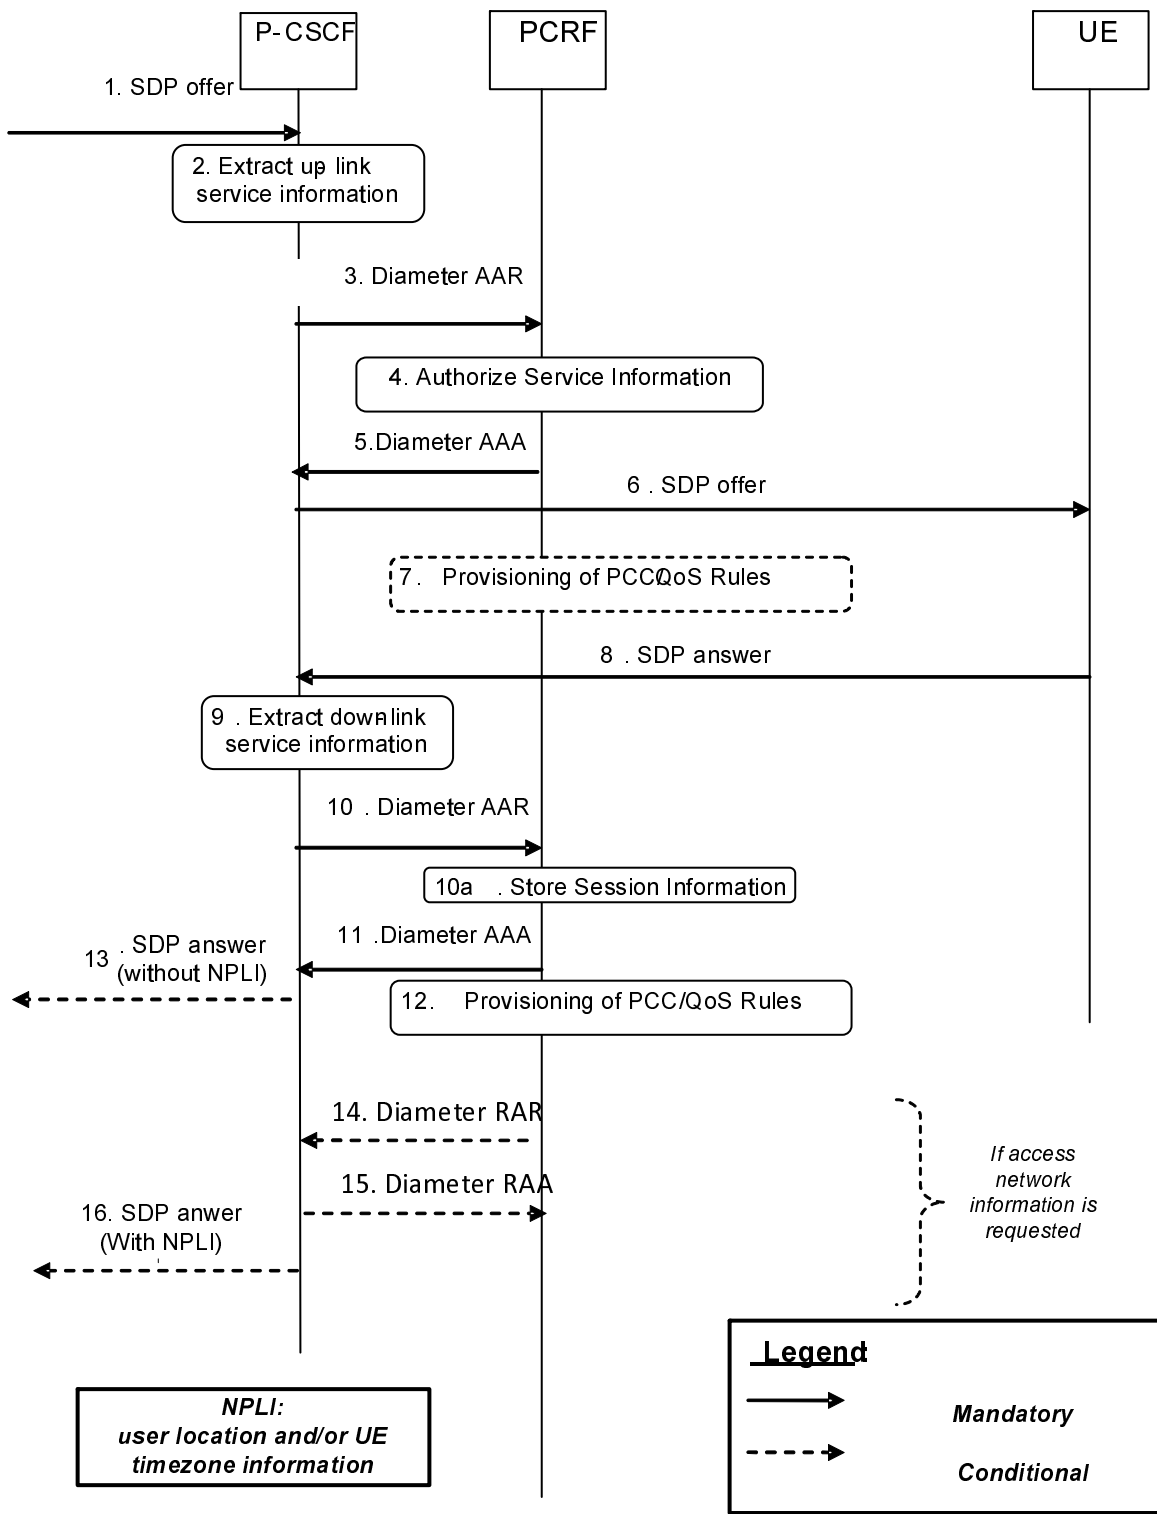 P-CSCF
PCRF
UE
1. SDP offer
2. Extract up-link
service information
3. Diameter AAR
4. Authorize Service Information
5.Diameter AAA
6 . SDP offer
7 . Provisioning of PCC/QoS Rules
8 . SDP answer
9 . Extract down-link
service information
10 . Diameter AAR
10a . Store Session Information
11 .Diameter AAA
13 . SDP answer
(without NPLI)
12. Provisioning of PCC/QoS Rules
14. Diameter RAR
15. Diameter RAA
16. SDP anwer
(With NPLI)
If access
network
information is
requested
NPLI:
user location and/or UE
timezone information
Legend:
Mandatory
Conditional